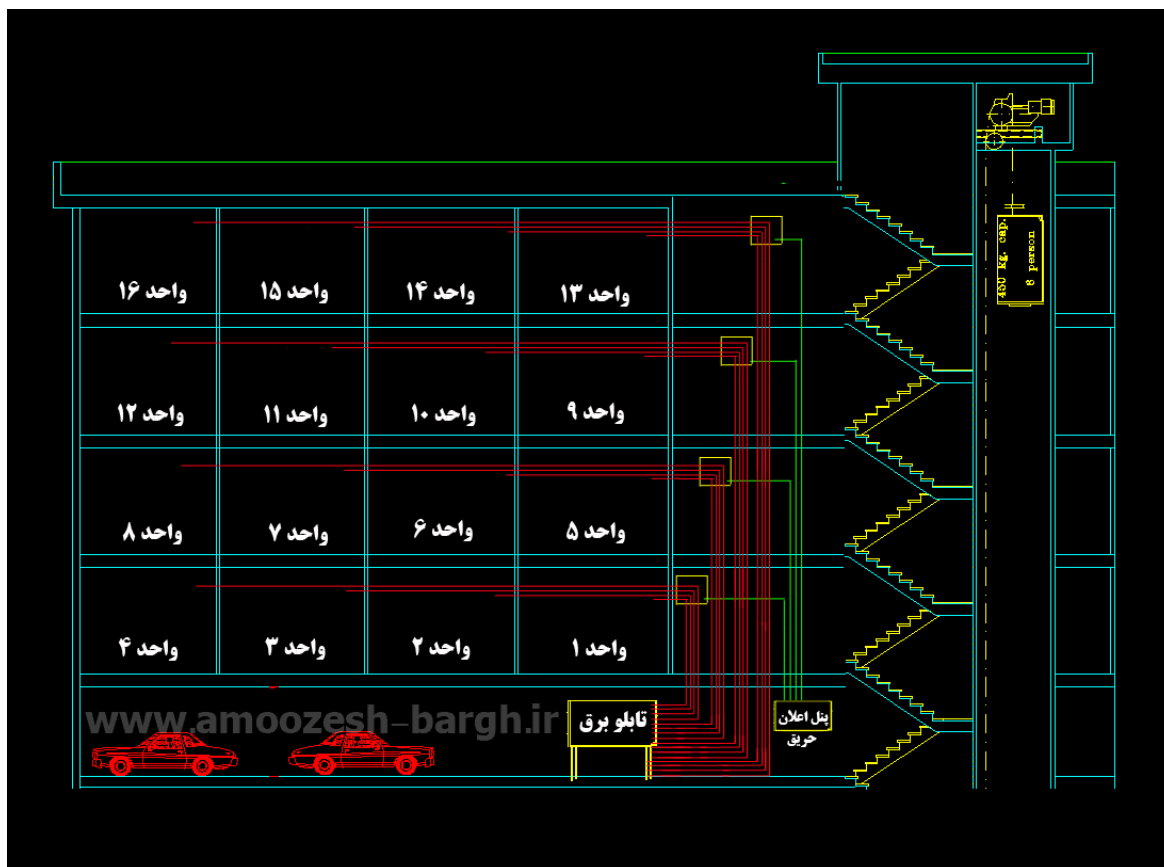 450 kg. cap.
8 person
واحد ۱۳
واحد ۱۴
واحد ۱۵
واحد ۱۶
واحد ۹
واحد ۱۰
واحد ۱۱
واحد ۱۲
واحد ۵
واحد ۶
واحد ۷
واحد ۸
واحد ۱
واحد ۲
واحد ۳
واحد ۴
www.amoozesh-bargh.ir
تابلو برق
پنل اعلان
حریق